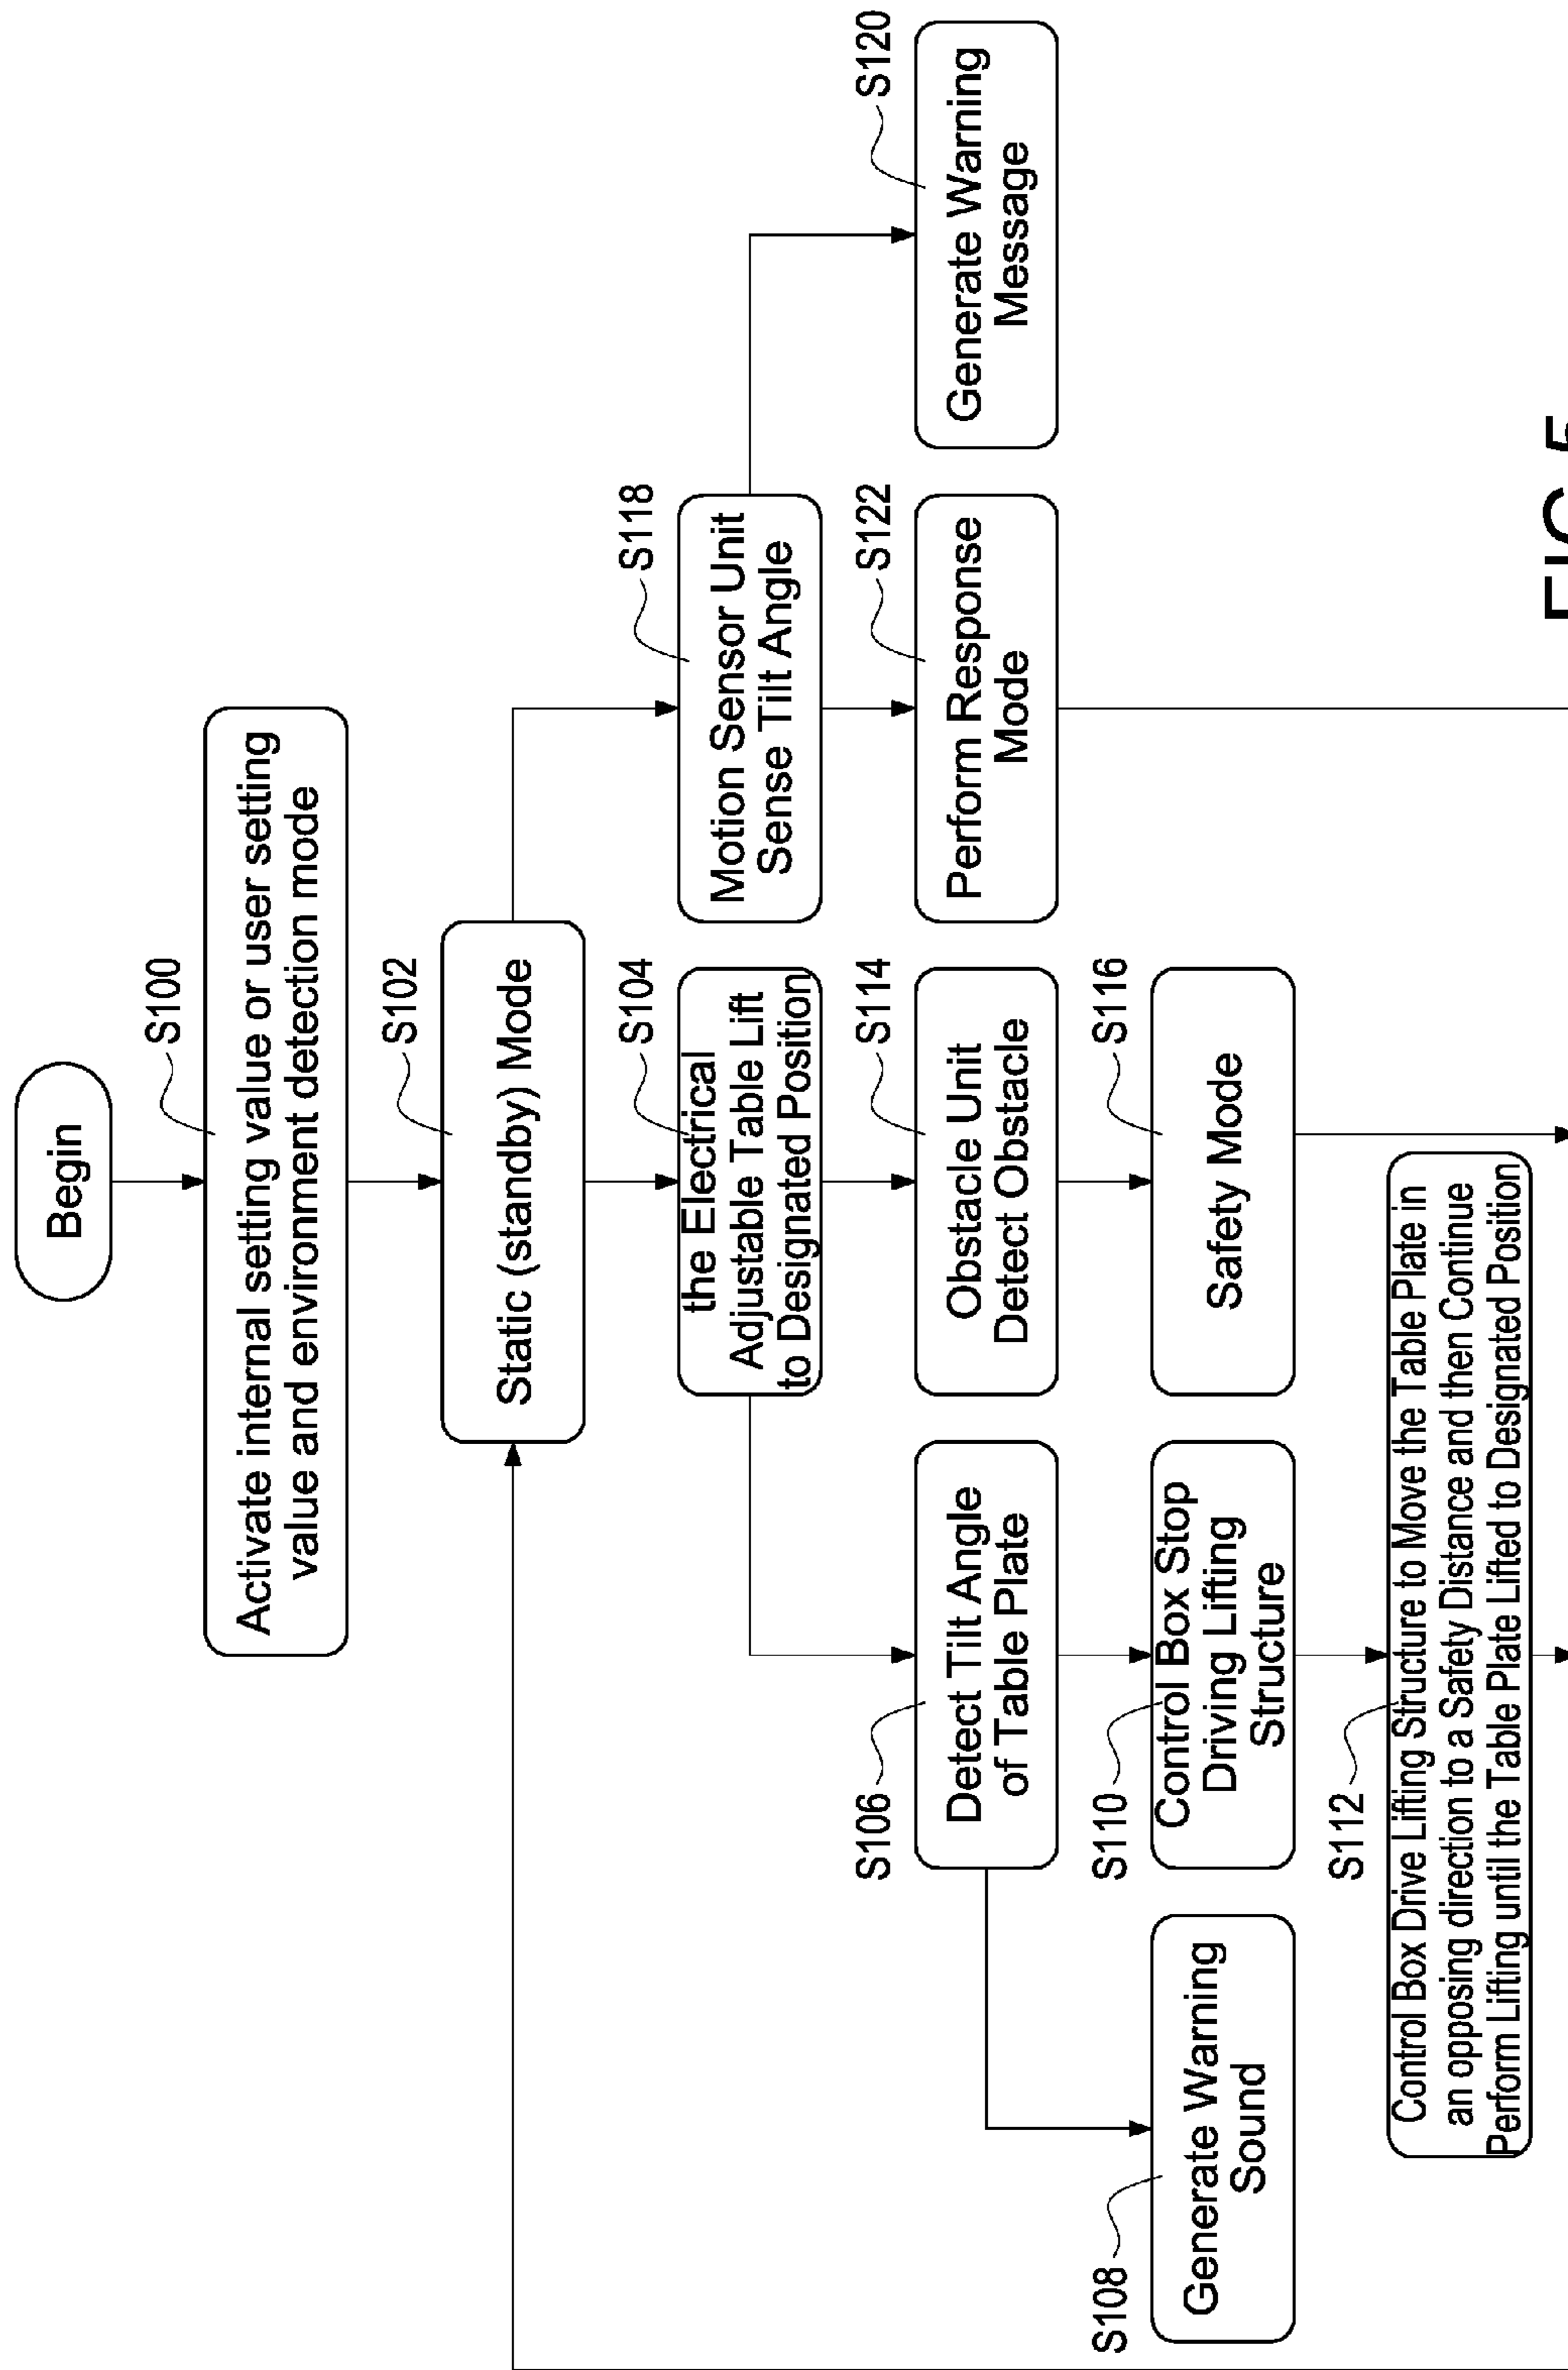 Begin
S100
Activate internal setting value or user setting
value and environment detection mode
S102
Static (standby) Mode
S104
the Electrical
Adjustable Table Lift
to Designated Position
S118
Motion Sensor Unit
Sense Tilt Angle
S106
Detect Tilt Angle
of Table Plate
S114
Obstacle Unit
Detect Obstacle
S122
Perform Response
Mode
S120
Generate Warning
Message
S108
Generate Warning
Sound
S110
Control Box Stop
Driving Lifting
Structure
S116
Safety Mode
S112
Control Box Drive Lifting Structure to Move the Table Plate in
an opposing direction to a Safety Distance and then Continue
Perform Lifting until the Table Plate Lifted to Designated Position